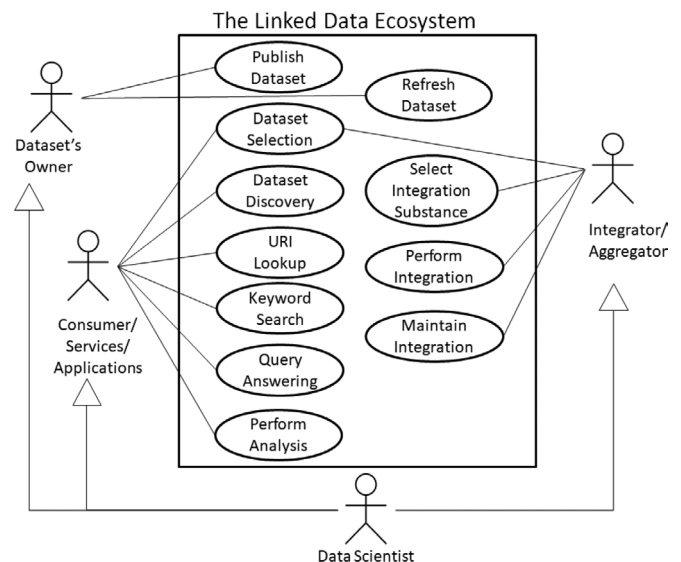 The Linked Data Ecosystem
Publish
Dataset
Refresh
Dataset
Dataset's
Owner
Dataset
Selection
Dataset
Discovery
Select
Integration
Substance
Integrator/
Aggregator
URI
Lookup
Perform
Integration
Consumer/
Services/
Applications
Keyword
Search
Maintain
Integration
Query
Answering
Perform
Analysis
Data Scientist